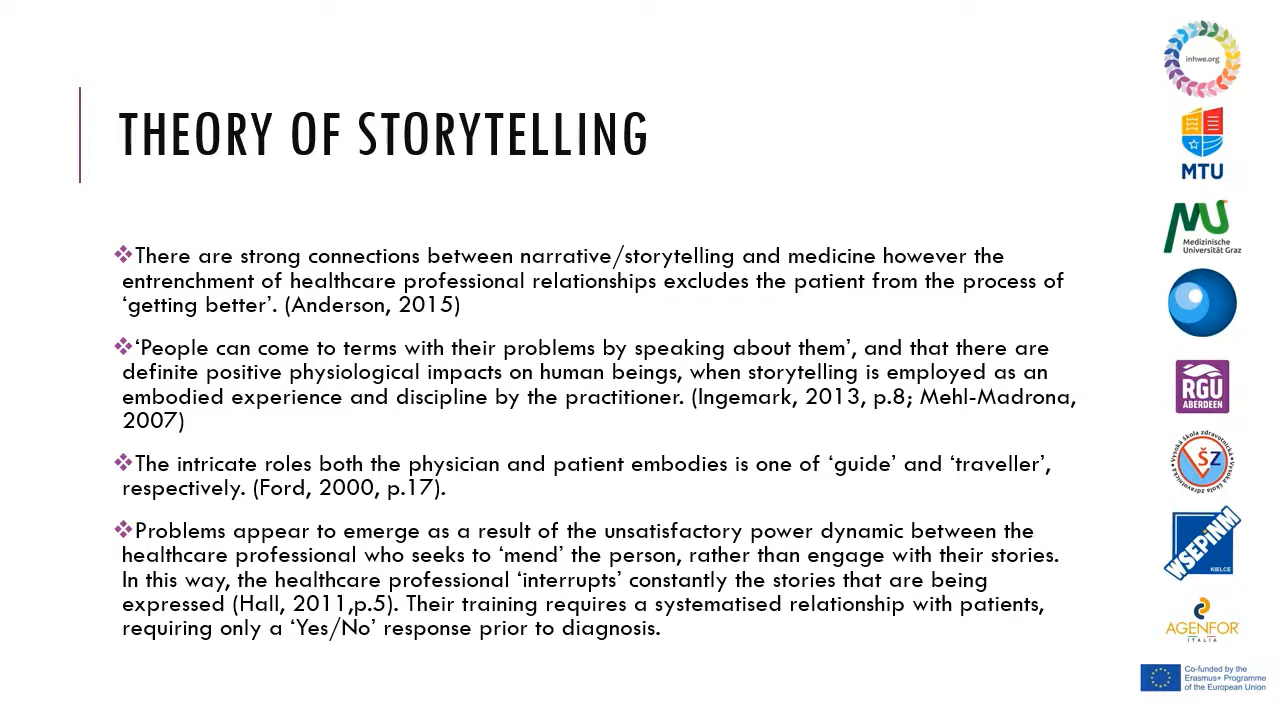 THEORY OF STORYTELLING
❖There are strong connections between narrative/storytelling and medicine however the
entrenchment of healthcare professional relationships excludes the patient from the process of
‘getting better’. (Anderson, 2015)
❖‘People can come to terms with their problems by speaking about them’, and that there are
definite positive physiological impacts on human beings, when storytelling is employed as an
embodied experience and discipline by the practitioner. (Ingemark, 2013, p.8; Mehl-Madrona,
2007)
❖The intricate roles both the physician and patient embodies is one of ‘guide’ and ‘traveller’,
respectively. (Ford, 2000, p.17).
❖Problems appear to emerge as a result of the unsatisfactory power dynamic between the
healthcare professional who seeks to ‘mend’ the person, rather than engage with their stories.
In this way, the healthcare professional ‘interrupts’ constantly the stories that are being
expressed (Hall, 2011,p.5). Their training requires a systematised relationship with patients,
requiring only a ‘Yes/No’ response prior to diagnosis.
inhwe.org
MTU
Medizinische
Universität Graz
RGU
ABERDEEN
Vysoká škola zdravotnícka
VŠZ
Vysoká škola zdravotnícka
WSEPiNM
KIELCE
AGENFOR
ITALIA
Co-funded by the
Erasmus+ Programme
of the European Union